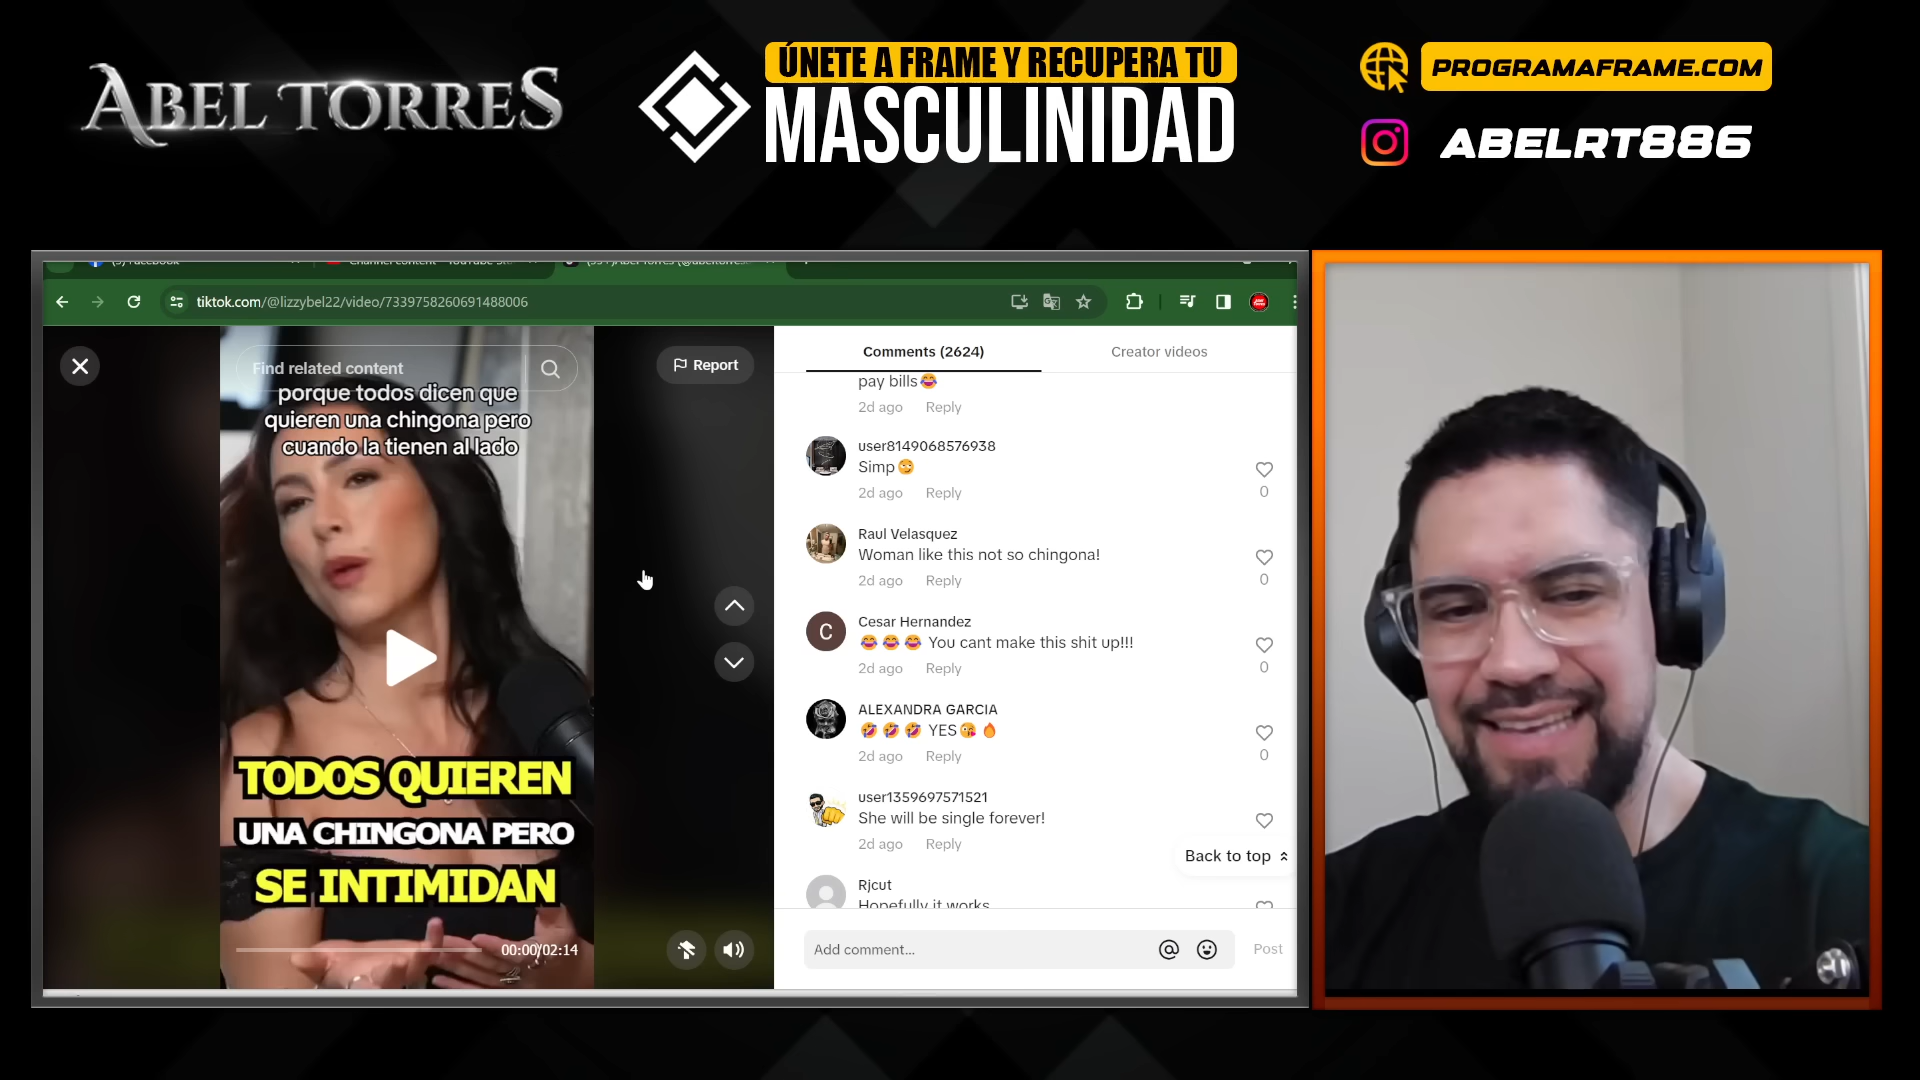 ABEL TORRES
ÚNETE A FRAME Y RECUPERA TU
MASCULINIDAD
PROGRAMAFRAME.COM
ABELRT886
tiktok.com/@lizzybel22/video/7339758260691488006
Find related content
Report
porque todos dicen que
quieren una chingona pero
cuando la tienen al lado
TODOS QUIEREN
UNA CHINGONA PERO
SE INTIMIDAN
00:00/02:14
Comments (2624)
Creator videos
pay bills😂
2d ago Reply
user8149068576938
Simp
0
2d ago Reply
Raul Velasquez
Woman like this not so chingona!
0
2d ago Reply
C
Cesar Hernandez
😂😂😂 You cant make this shit up!!!
0
2d ago Reply
ALEXANDRA GARCIA
🤣🤣🤣 YES😘🔥
0
2d ago Reply
user1359697571521
She will be single forever!
2d ago Reply
Back to top
Rjcut
Hopefully it works
Add comment...
Post